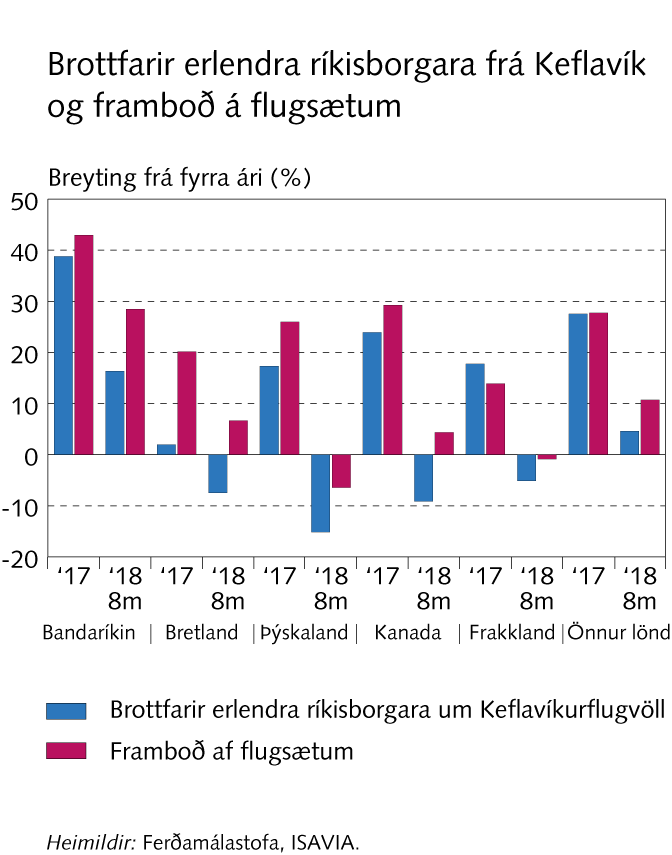 Brottfarir erlendra ríkisborgara frá Keflavík
og framboð á flugsætum
Breyting frá fyrra ári (%)
50
40
30
20
10
0
-10
-20
‘17 ‘18 ‘17 ‘18 ‘17 ‘18 ‘17 ‘18 ‘17 ‘18 ‘17 ‘18
8m 8m 8m 8m 8m 8m
Bandaríkin | Bretland | Þýskaland | Kanada | Frakkland | Önnur lönd
Brottfarir erlendra ríkisborgara um Keflavíkurflugvöll
Framboð af flugsætum
Heimildir: Ferðamálastofa, ISAVIA.